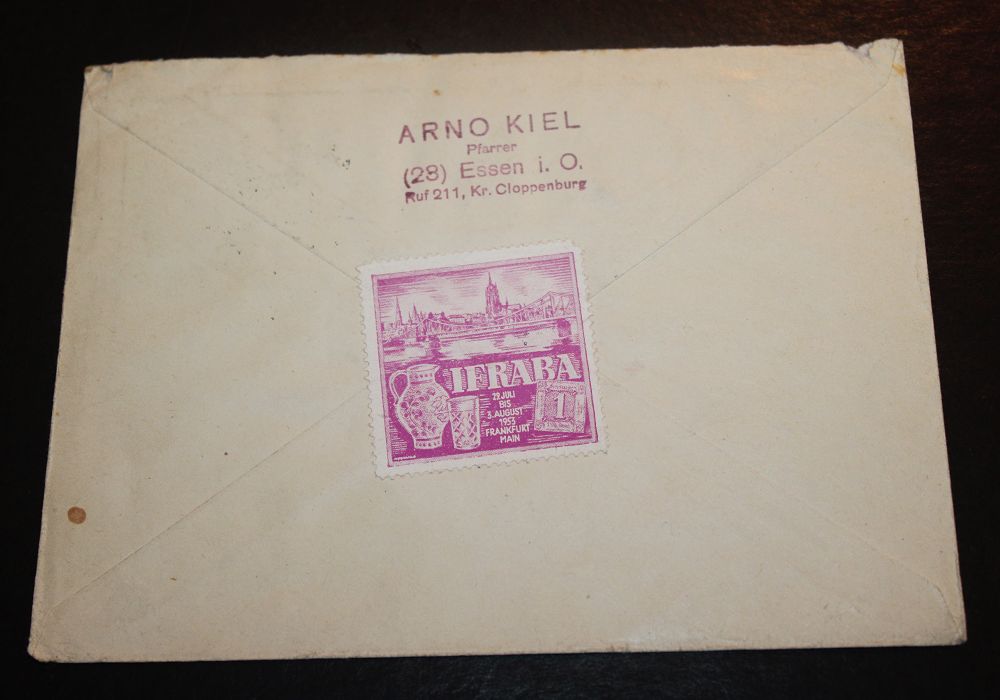 ARNO KIEL
Pfarrer
(28) Essen i. O.
Ruf 211, Kr. Cloppenburg
IFRABA
29. JULI
BIS
3. AUGUST
1953
FRANKFURT
MAIN
1